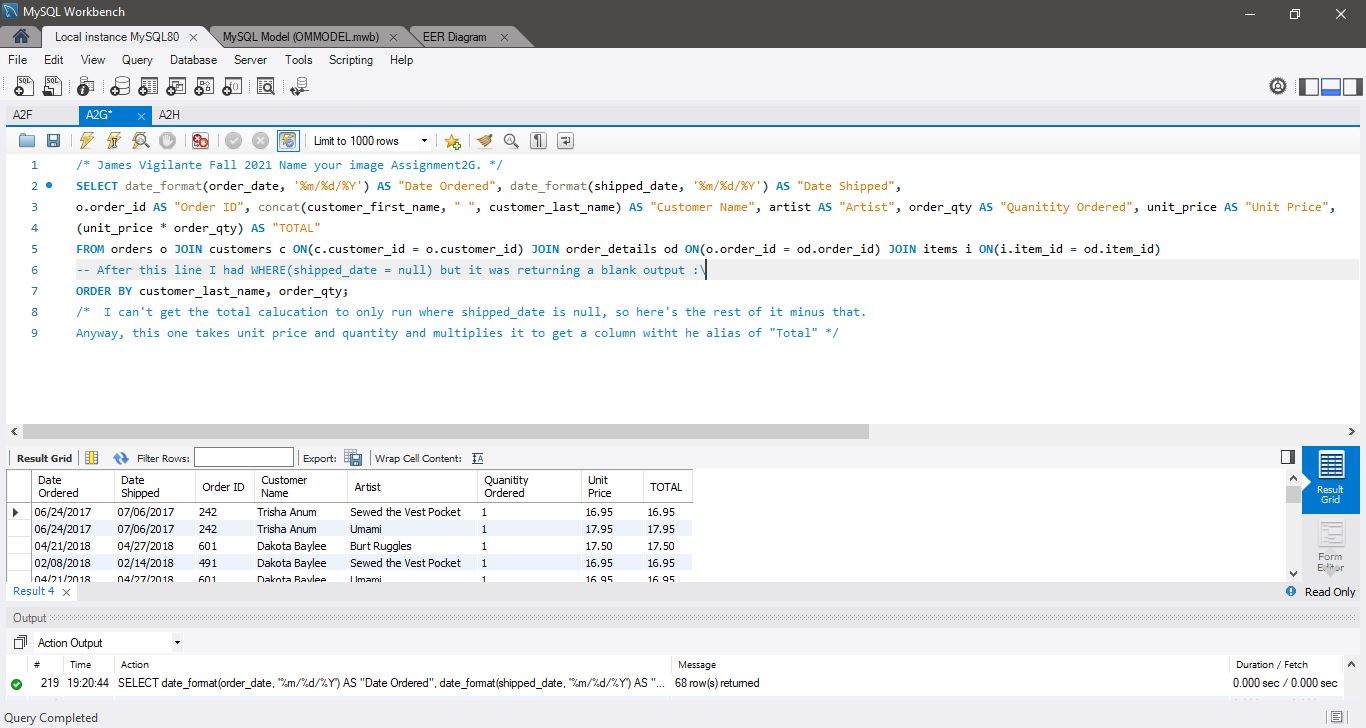 MySQL Workbench
Local instance MySQL80 × MySQL Model (OMMODEL.mwb) × EER Diagram ×
File Edit View Query Database Server Tools Scripting Help
A2F A2G* × A2H
Limit to 1000 rows
1 /* James Vigilante Fall 2021 Name your image Assignment2G. */
2 SELECT date_format(order_date, '%m/%d/%Y') AS "Date Ordered", date_format(shipped_date, '%m/%d/%Y') AS "Date Shipped",
3 o.order_id AS "Order ID", concat(customer_first_name, " ", customer_last_name) AS "Customer Name", artist AS "Artist", order_qty AS "Quanitity Ordered", unit_price AS "Unit Price",
4 (unit_price * order_qty) AS "TOTAL"
5 FROM orders o JOIN customers c ON(c.customer_id = o.customer_id) JOIN order_details od ON(o.order_id = od.order_id) JOIN items i ON(i.item_id = od.item_id)
6 -- After this line I had WHERE(shipped_date = null) but it was returning a blank output :\
7 ORDER BY customer_last_name, order_qty;
8 /*  I can't get the total calucation to only run where shipped_date is null, so here's the rest of it minus that.
9 Anyway, this one takes unit price and quantity and multiplies it to get a column witht he alias of "Total" */
Result Grid Filter Rows: Export: Wrap Cell Content: IA
Date Ordered Date Shipped Order ID Customer Name Artist Quanitity Ordered Unit Price TOTAL
06/24/2017 07/06/2017 242 Trisha Anum Sewed the Vest Pocket 1 16.95 16.95
06/24/2017 07/06/2017 242 Trisha Anum Umami 1 17.95 17.95
04/21/2018 04/27/2018 601 Dakota Baylee Burt Ruggles 1 17.50 17.50
02/08/2018 02/14/2018 491 Dakota Baylee Sewed the Vest Pocket 1 16.95 16.95
04/21/2018 04/27/2018 601 Dakota Baylee Umami 1 16.95 16.95
Result Grid
Form Editor
Result 4 × Read Only
Output
Action Output
# Time Action Message Duration / Fetch
219 19:20:44 SELECT date_format(order_date, '%m/%d/%Y') AS "Date Ordered", date_format(shipped_date, '%m/%d/%Y') AS "... 68 row(s) returned 0.000 sec / 0.000 sec
Query Completed